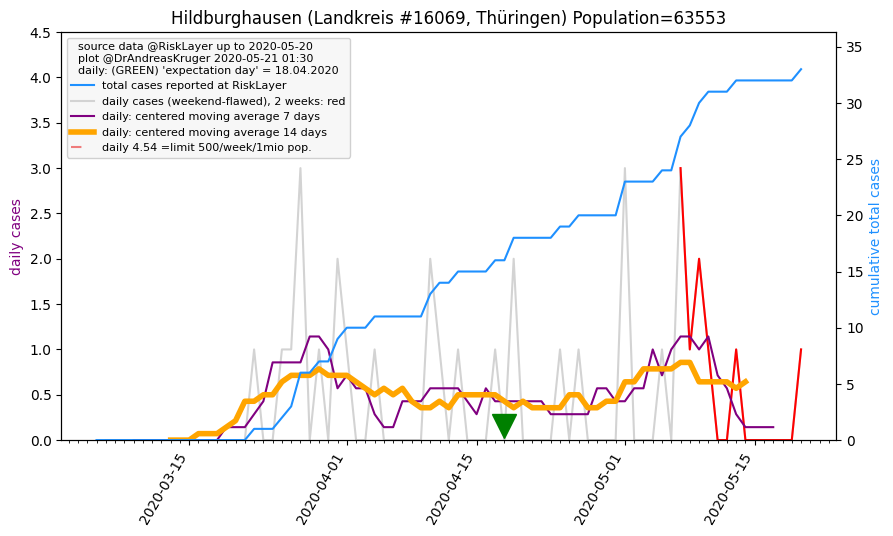 Hildburghausen (Landkreis #16069, Thüringen) Population=63553
source data @RiskLayer up to 2020-05-20
plot @DrAndreasKruger 2020-05-21 01:30
daily: (GREEN) 'expectation day' = 18.04.2020
total cases reported at RiskLayer
daily cases (weekend-flawed), 2 weeks: red
daily: centered moving average 7 days
daily: centered moving average 14 days
daily 4.54 =limit 500/week/1mio pop.
daily cases
4.5
4.0
3.5
3.0
2.5
2.0
1.5
1.0
0.5
0.0
35
30
25
20
15
10
5
0
cumulative total cases
2020-03-15
2020-04-01
2020-04-15
2020-05-01
2020-05-15